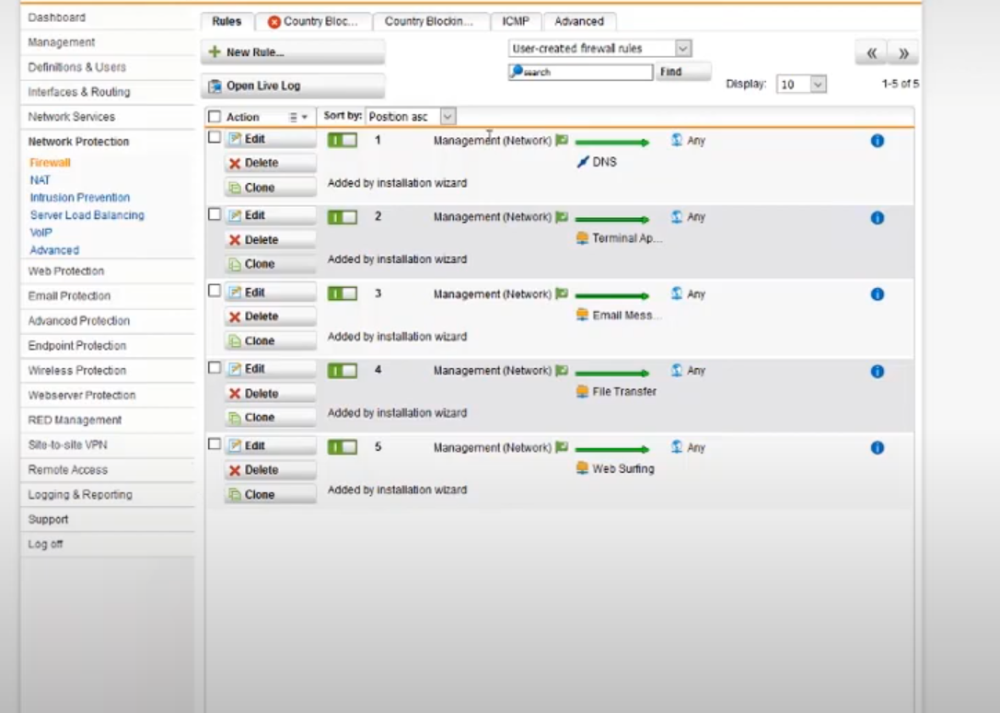 Dashboard
Management
Definitions & Users
Interfaces & Routing
Network Services
Network Protection
Firewall
NAT
Intrusion Prevention
Server Load Balancing
VoIP
Advanced
Web Protection
Email Protection
Advanced Protection
Endpoint Protection
Wireless Protection
Webserver Protection
RED Management
Site-to-site VPN
Remote Access
Logging & Reporting
Support
Log off
Rules Country Bloc... Country Blockin... ICMP Advanced
New Rule... User-created firewall rules « »
search Find
Open Live Log Display: 10 1-5 of 5
Action Sort by: Position asc
Edit 1 Management (Network) Any
Delete DNS
Clone Added by installation wizard
Edit 2 Management (Network) Any
Delete Terminal Ap...
Clone Added by installation wizard
Edit 3 Management (Network) Any
Delete Email Mess...
Clone Added by installation wizard
Edit 4 Management (Network) Any
Delete File Transfer
Clone Added by installation wizard
Edit 5 Management (Network) Any
Delete Web Surfing
Clone Added by installation wizard